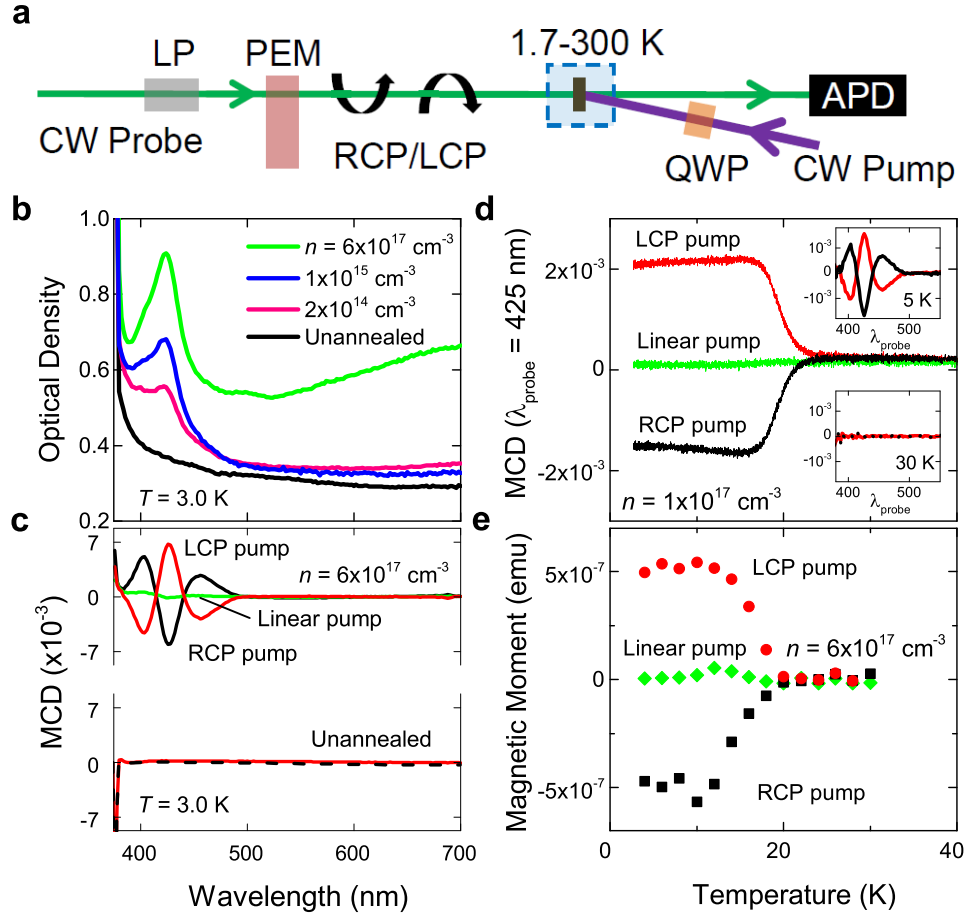 a
LP PEM 1.7-300 K
APD
CW Probe RCP/LCP QWP CW Pump
b
1.0
0.8
0.6
0.4
0.2
Optical Density
n = 6x10¹⁷ cm⁻³
1x10¹⁵ cm⁻³
2x10¹⁴ cm⁻³
Unannealed
T = 3.0 K
c
7
0
-7
7
0
-7
MCD (x10⁻³)
LCP pump
n = 6x10¹⁷ cm⁻³
Linear pump
RCP pump
Unannealed
T = 3.0 K
400 500 600 700
Wavelength (nm)
d
2x10⁻³
0
-2x10⁻³
MCD (λprobe = 425 nm)
LCP pump
Linear pump
RCP pump
n = 1x10¹⁷ cm⁻³
10⁻³
0
-10⁻³
5 K
400 500
λprobe
10⁻³
0
-10⁻³
30 K
400 500
λprobe
e
5x10⁻⁷
0
-5x10⁻⁷
Magnetic Moment (emu)
LCP pump
n = 6x10¹⁷ cm⁻³
Linear pump
RCP pump
0 20 40
Temperature (K)